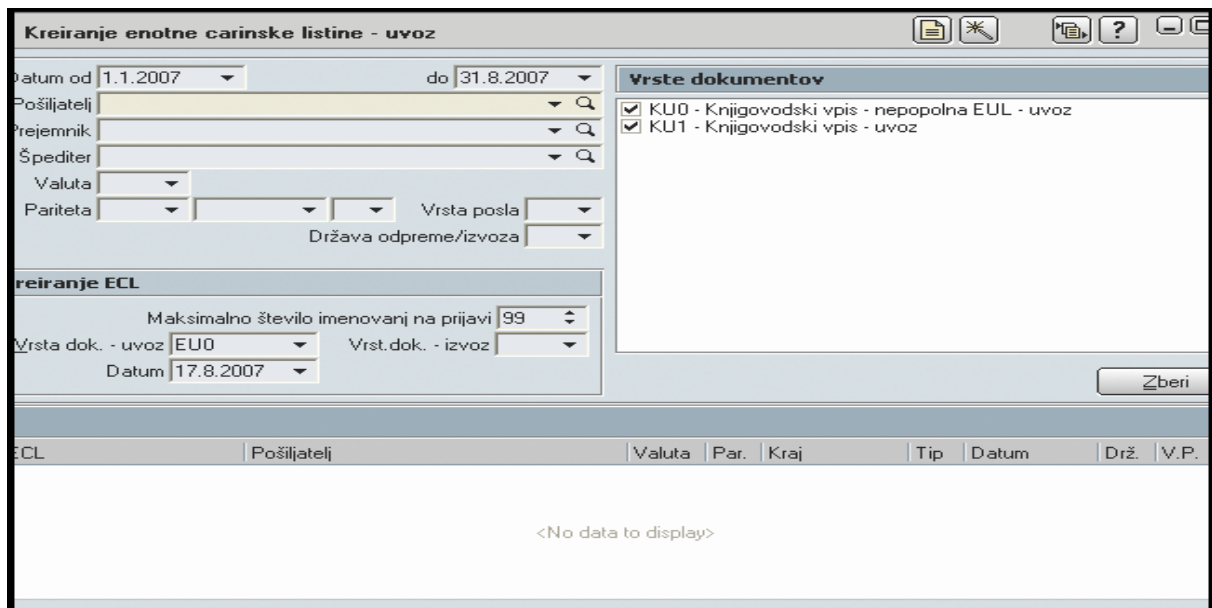 Kreiranje enotne carinske listine - uvoz
Datum od 1.1.2007 do 31.8.2007
Pošiljatelj
Prejemnik
Špediter
Valuta
Pariteta Vrsta posla
Država odpreme/izvoza
Vrste dokumentov
KU0 - Knjigovodski vpis - nepopolna EUL - uvoz
KU1 - Knjigovodski vpis - uvoz
reiranje ECL
Maksimalno število imenovanj na prijavi 99
Vrsta dok. - uvoz EU0 Vrst.dok. - izvoz
Datum 17.8.2007
Zberi
ECL Pošiljatelj Valuta Par. Kraj Tip Datum Drž. V.P.
<No data to display>